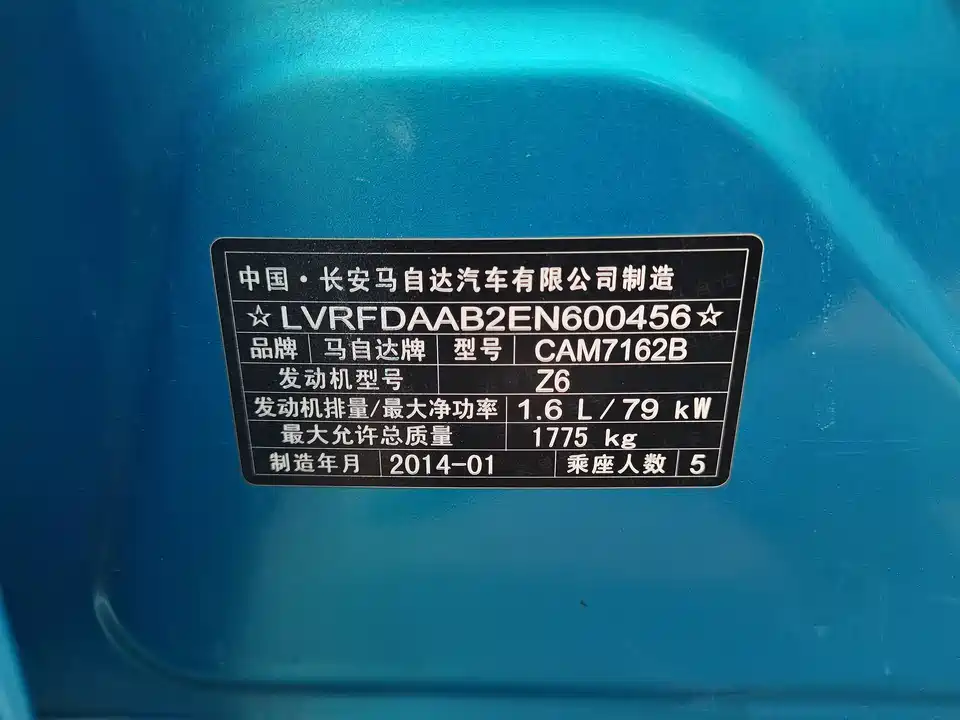 中国·长安马自达汽车有限公司制造
☆LVRFDAAB2EN600456☆
品牌 马自达牌 型号 CAM7162B
发动机型号 Z6
发动机排量/最大净功率 1.6 L/79 kW
最大允许总质量 1775 kg
制造年月 2014-01 乘座人数 5